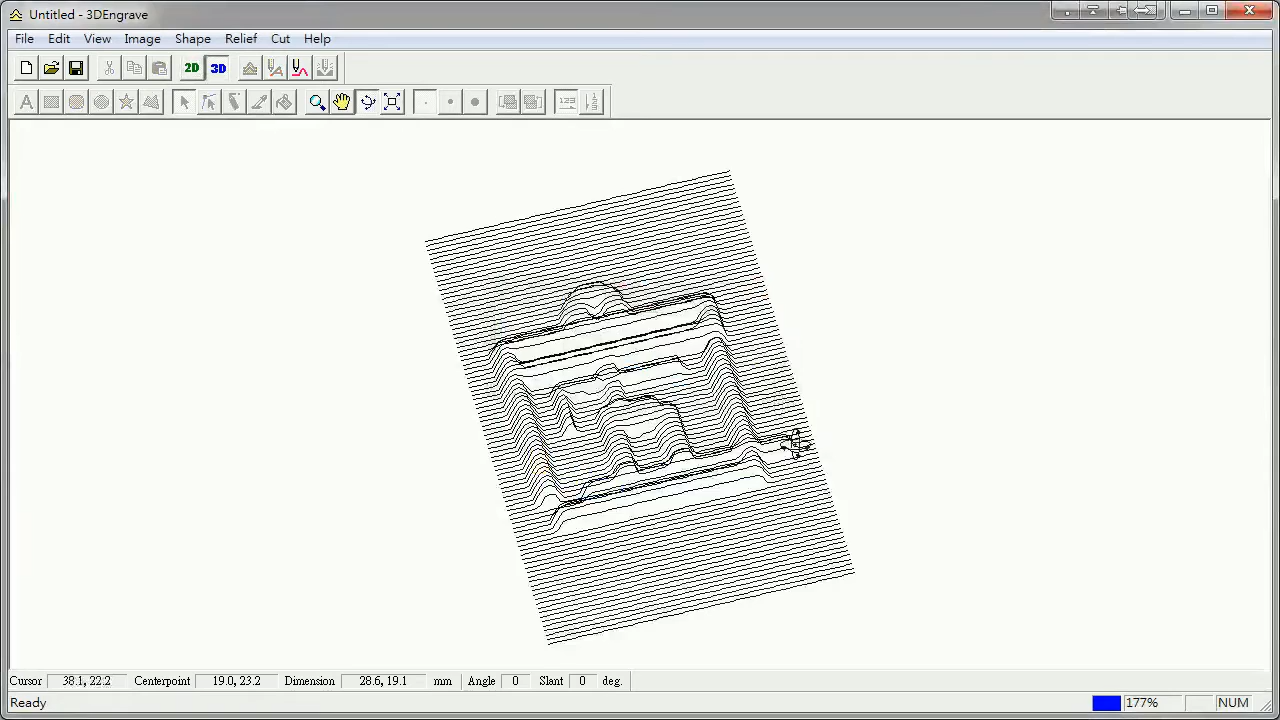 Untitled - 3DEngrave
File Edit View Image Shape Relief Cut Help
2D 3D
A 123
Cursor 38.1, 22.2 Centerpoint 19.0, 23.2 Dimension 28.6, 19.1 mm Angle 0 Slant 0 deg.
Ready 177% NUM